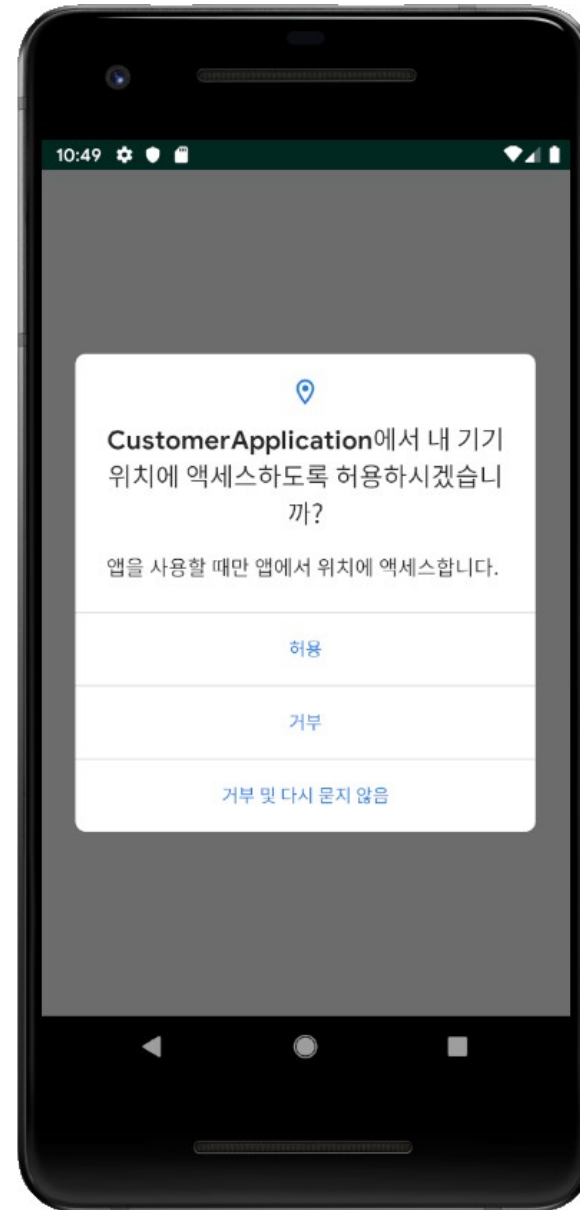 10:49
CustomerApplication에서 내 기기
위치에 액세스하도록 허용하시겠습니
까?
앱을 사용할 때만 앱에서 위치에 액세스합니다.
허용
거부
거부 및 다시 묻지 않음